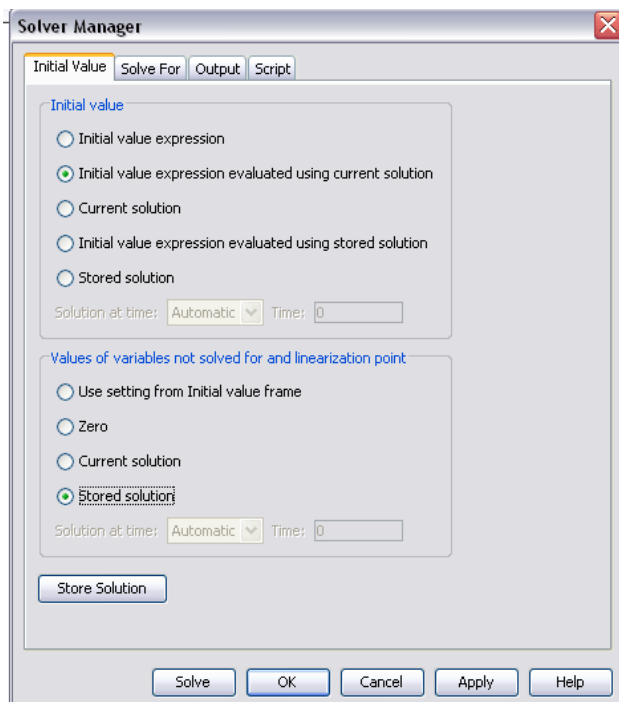 Solver Manager
Initial Value Solve For Output Script
Initial value
Initial value expression
Initial value expression evaluated using current solution
Current solution
Initial value expression evaluated using stored solution
Stored solution
Solution at time: Automatic Time: 0
Values of variables not solved for and linearization point
Use setting from Initial value frame
Zero
Current solution
Stored solution
Solution at time: Automatic Time: 0
Store Solution
Solve OK Cancel Apply Help